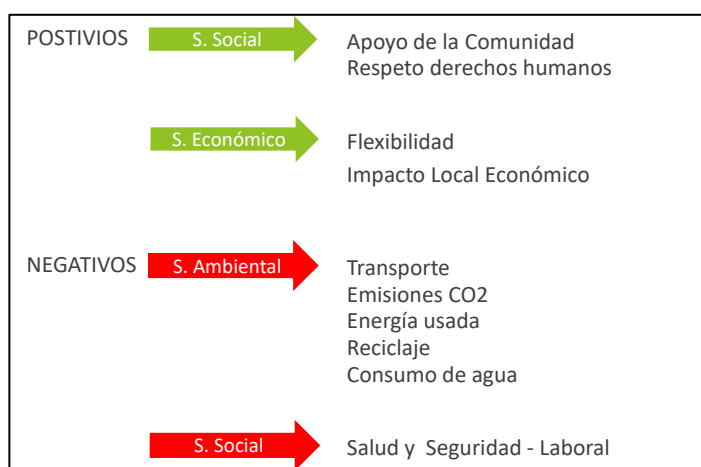 POSTIVIOS S. Social Apoyo de la Comunidad
Respeto derechos humanos
S. Económico Flexibilidad
Impacto Local Económico
NEGATIVOS S. Ambiental Transporte
Emisiones CO2
Energía usada
Reciclaje
Consumo de agua
S. Social Salud y Seguridad - Laboral